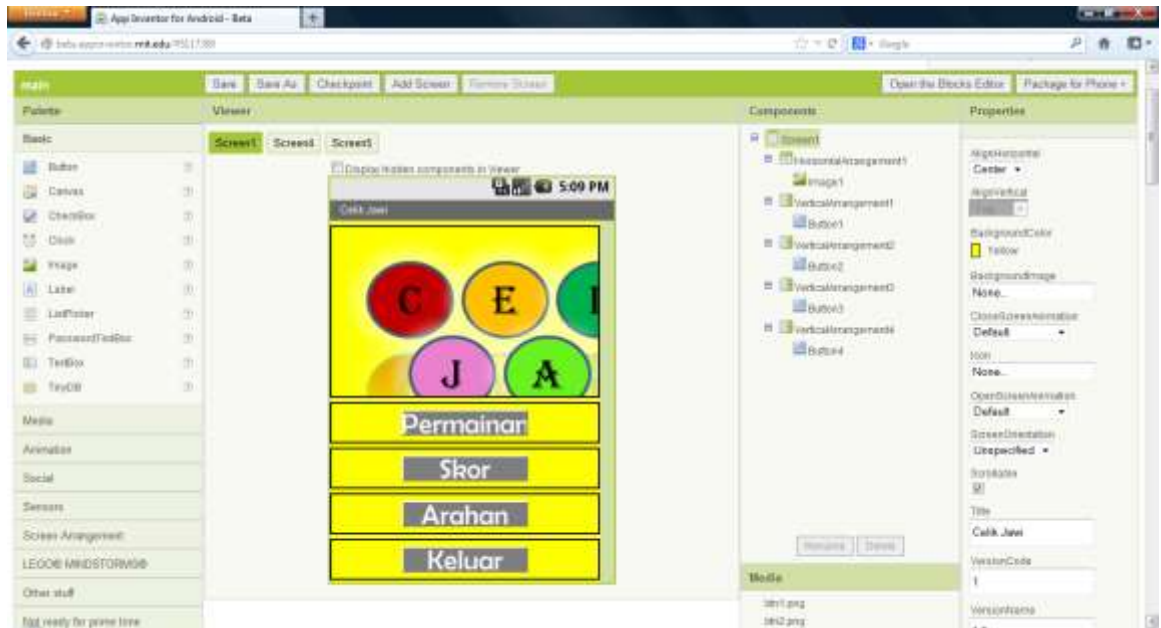 App Inventor for Android - Beta
Google
main
Save
Save As
Checkpoint
Add Screen
Remove Screen
Open the Blocks Editor
Package for Phone
Palette
Viewer
Components
Properties
Basic
Button
Canvas
CheckBox
Clock
Image
Label
ListPicker
PasswordTextBox
TextBox
TinyDB
Media
Animation
Social
Sensors
Screen Arrangement
LEGO® MINDSTORMS®
Other stuff
Not ready for prime time
Screen1
Screen4
Screen5
Display hidden components in Viewer
5:09 PM
Celik Jawi
C E
J A
Permainan
Skor
Arahan
Keluar
Screen1
HorizontalArrangement1
Image1
VerticalArrangement1
Button1
VerticalArrangement2
Button2
VerticalArrangement3
Button3
VerticalArrangement4
Button4
Rename
Delete
Media
btn1.png
btn2.png
AlignHorizontal
Center
AlignVertical
BackgroundColor
Yellow
BackgroundImage
None...
CloseScreenAnimation
Default
Icon
None...
OpenScreenAnimation
Default
ScreenOrientation
Unspecified
Scrollable
Title
Celik Jawi
VersionCode
1
VersionName